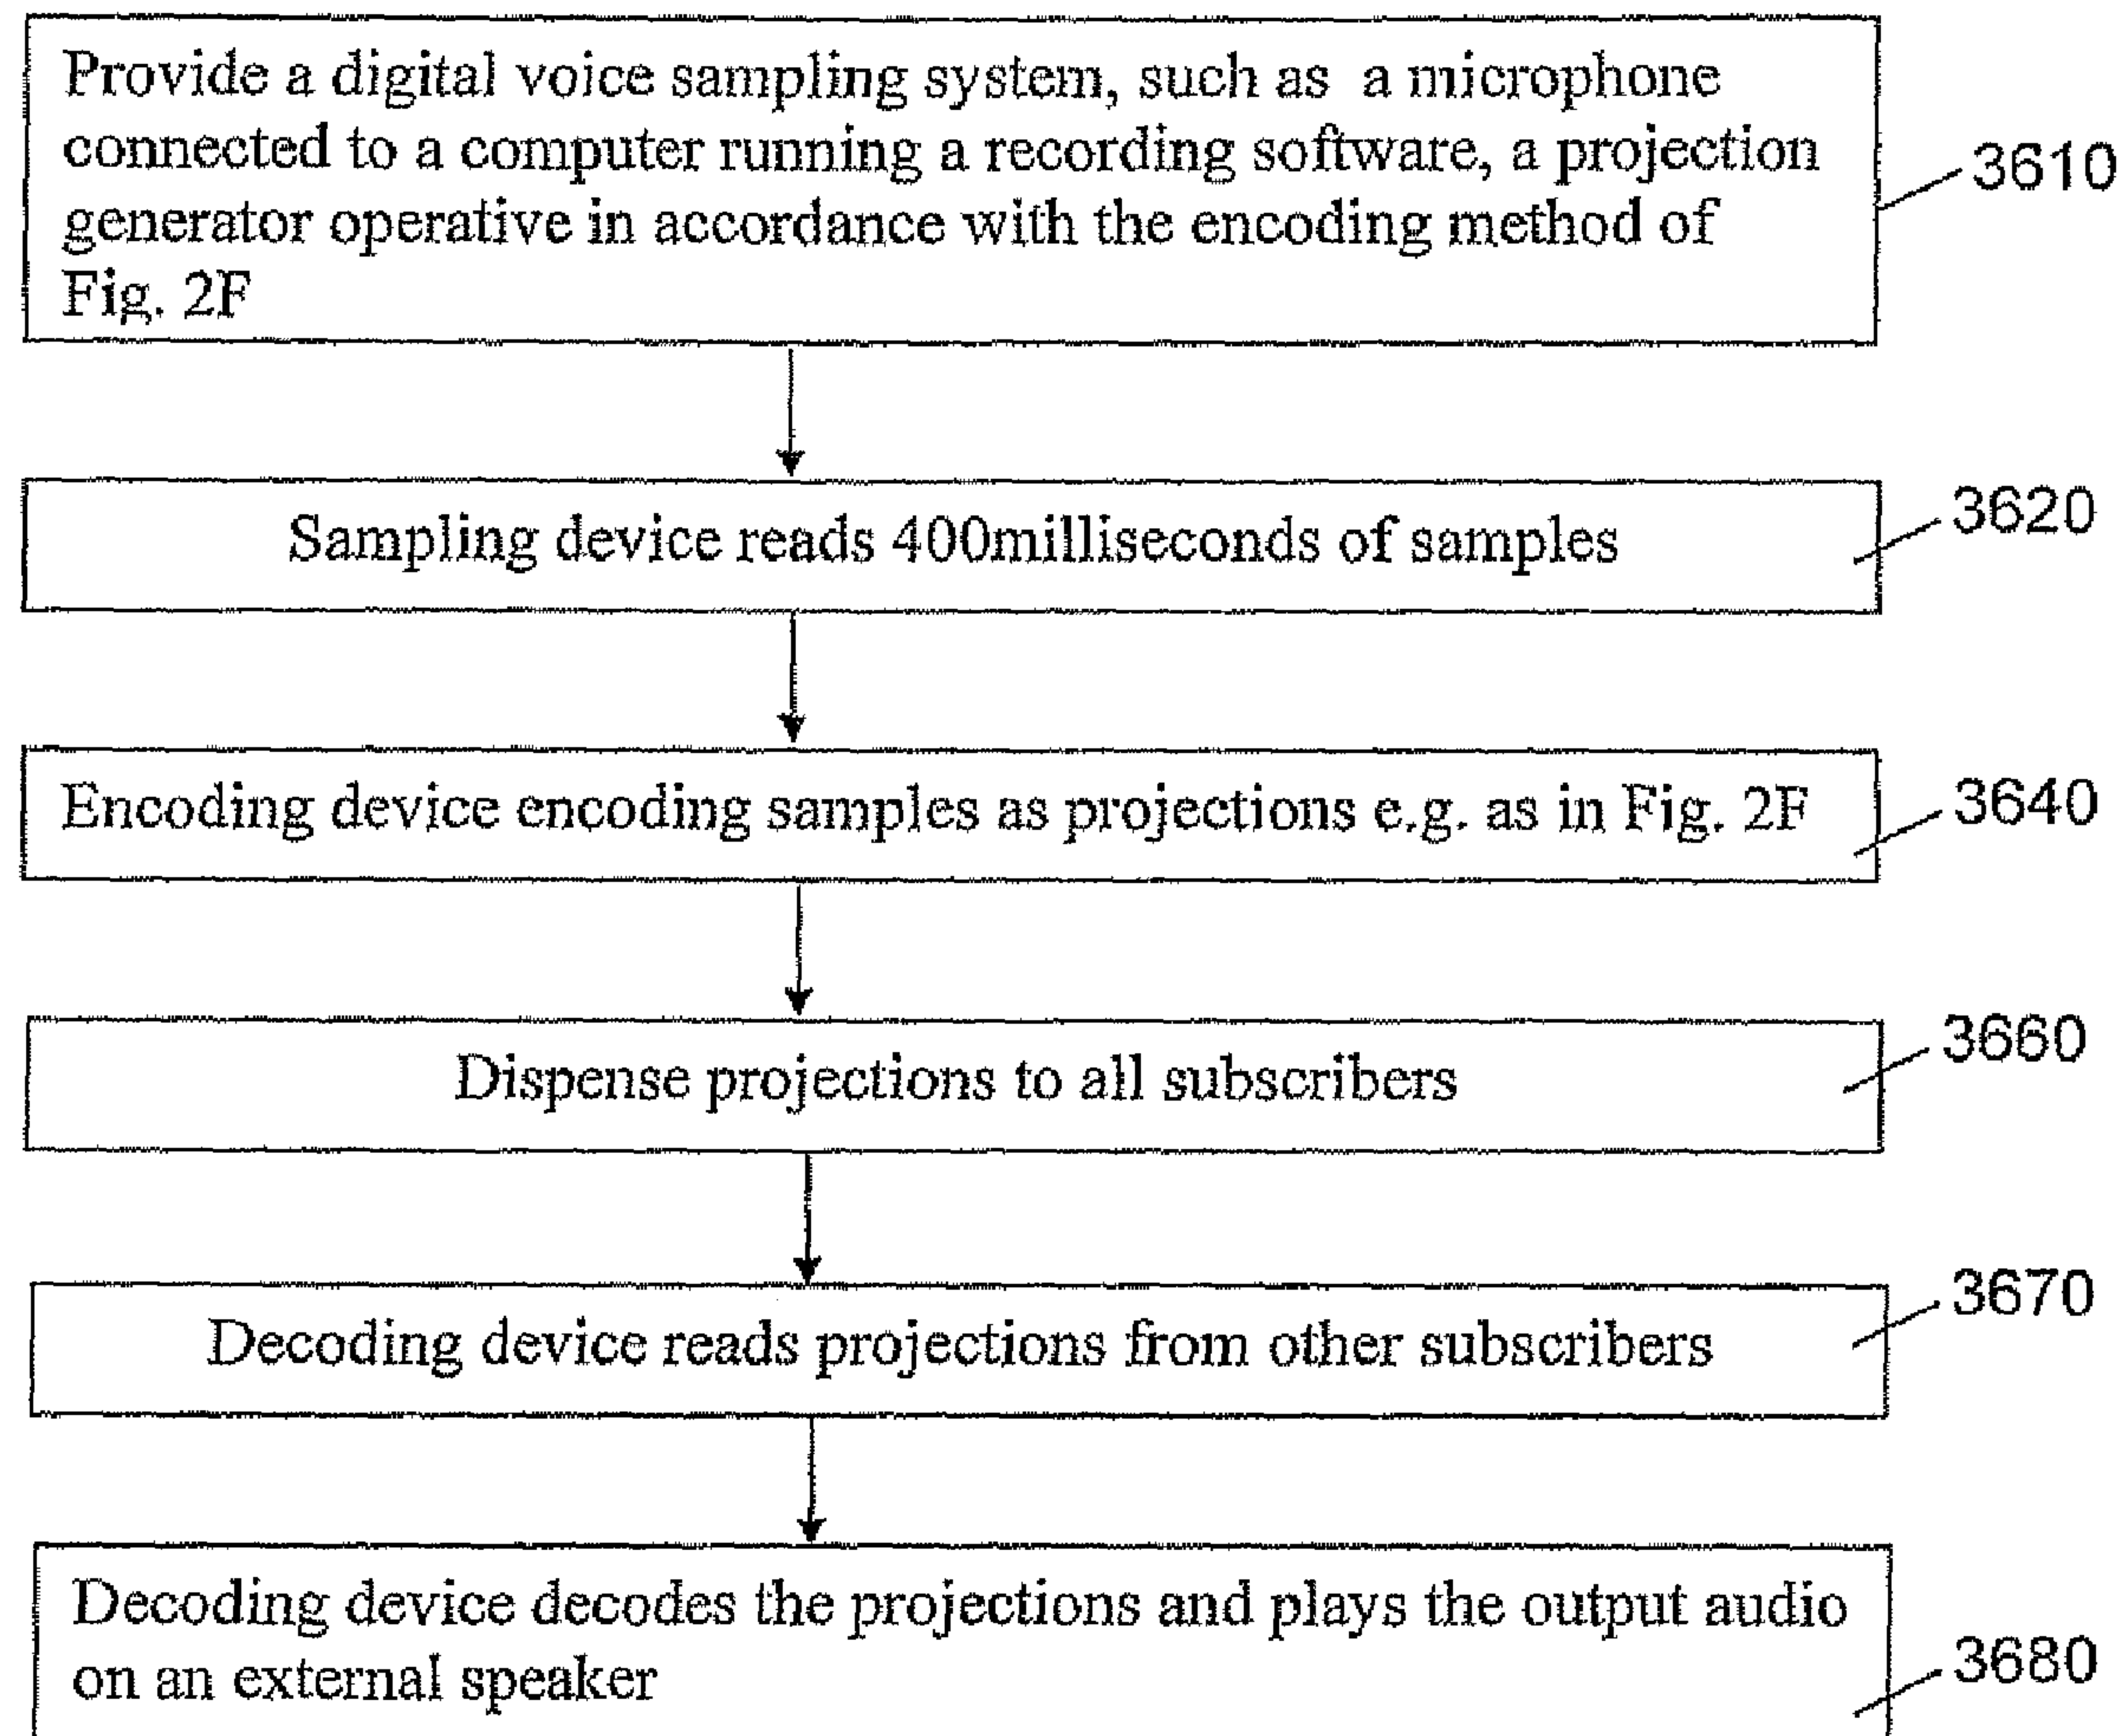 Provide a digital voice sampling system, such as a microphone
connected to a computer running a recording software, a projection
generator operative in accordance with the encoding method of
Fig. 2F
3610
Sampling device reads 400milliseconds of samples
3620
Encoding device encoding samples as projections e.g. as in Fig. 2F
3640
Dispense projections to all subscribers
3660
Decoding device reads projections from other subscribers
3670
Decoding device decodes the projections and plays the output audio
on an external speaker
3680